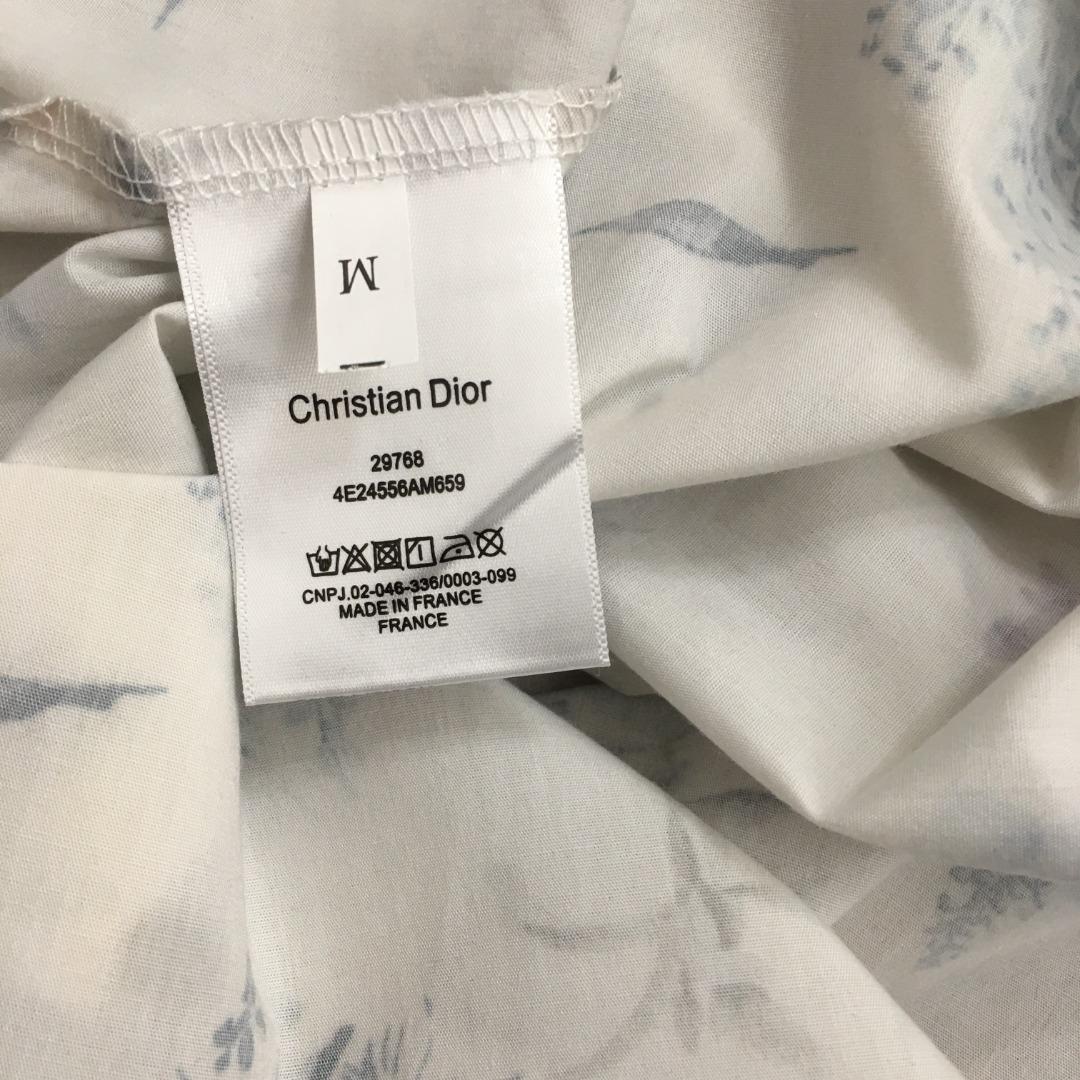 M
Christian Dior
29768
4E24556AM659
CNPJ.02-046-336/0003-099
MADE IN FRANCE
FRANCE